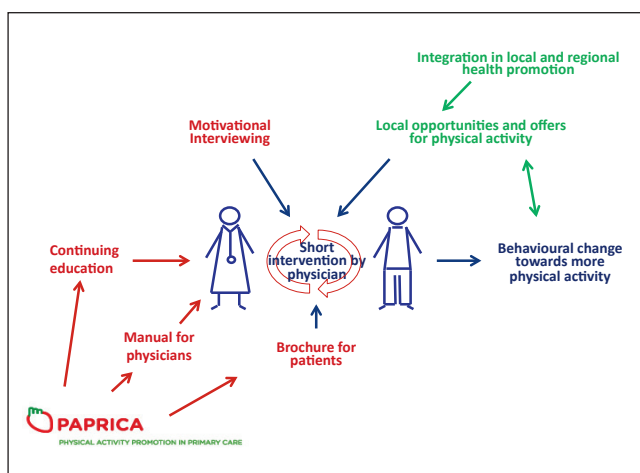 Integration in local and regional
health promotion
Motivational
Interviewing
Local opportunities and offers
for physical activity
Continuing
education
Short
intervention by
physician
Behavioural change
towards more
physical activity
Manual for
physicians
Brochure for
patients
PAPRICA
PHYSICAL ACTIVITY PROMOTION IN PRIMARY CARE